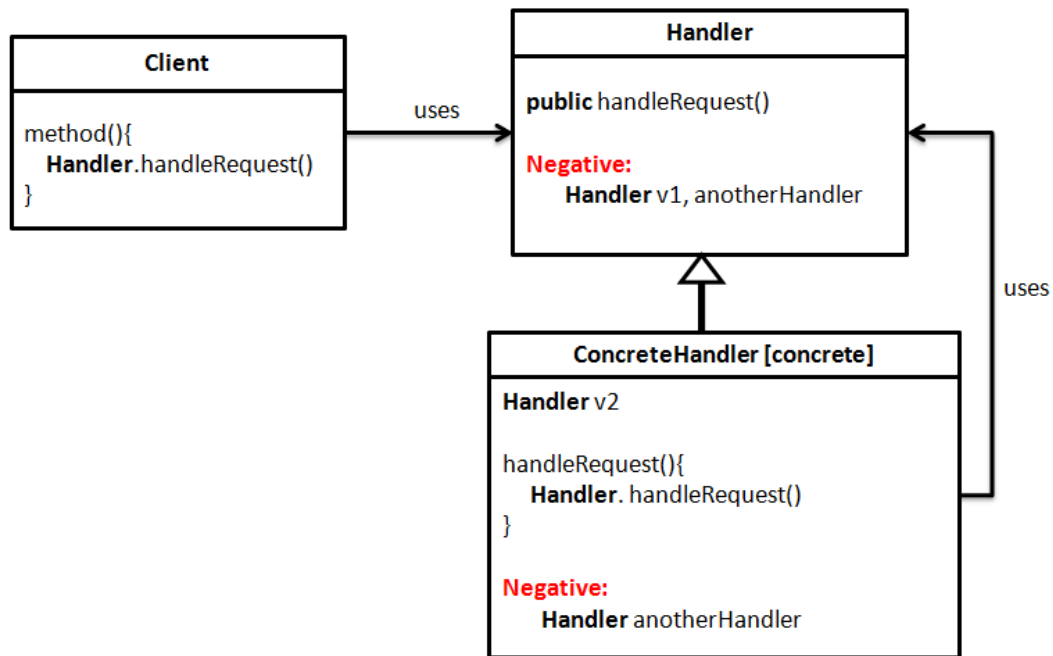 Client
method(){
Handler.handleRequest()
}
uses
Handler
public handleRequest()
Negative:
Handler v1, anotherHandler
uses
ConcreteHandler [concrete]
Handler v2
handleRequest(){
Handler. handleRequest()
}
Negative:
Handler anotherHandler